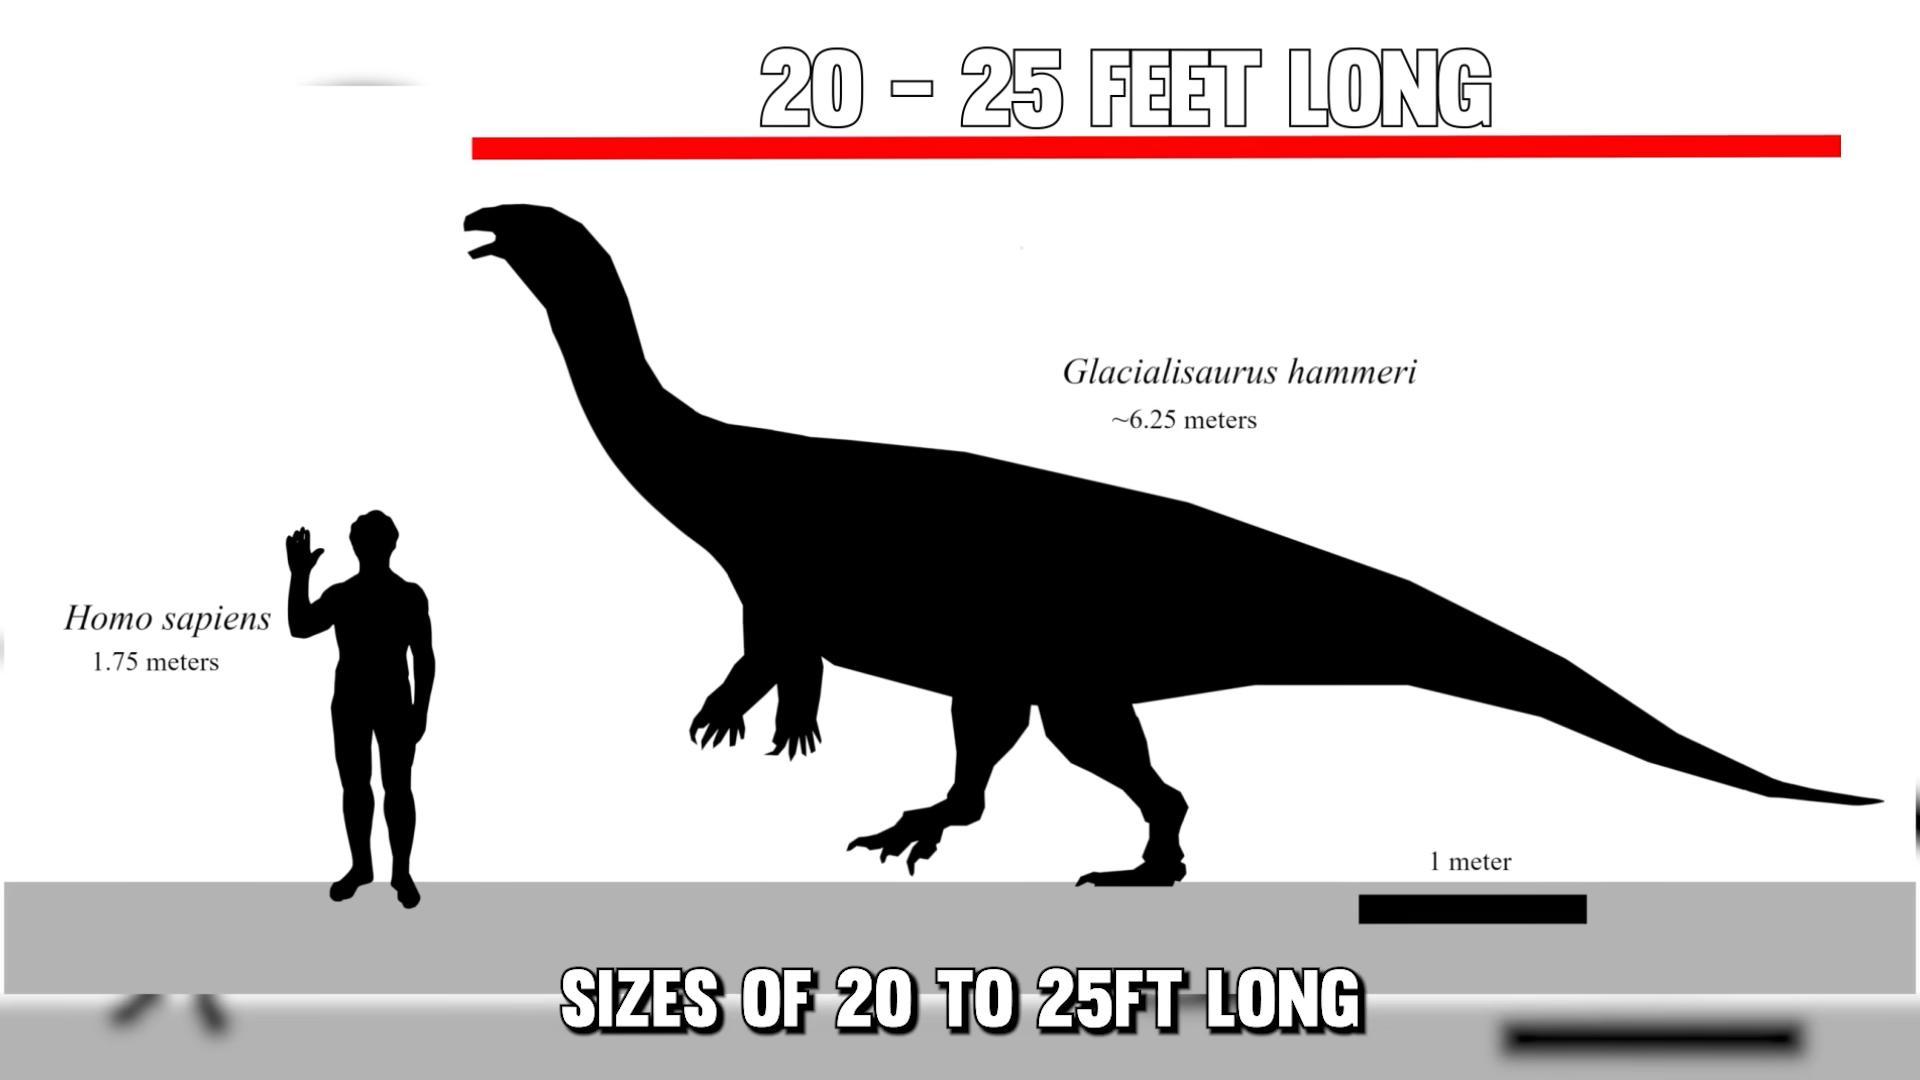 20 - 25 FEET LONG
Glacialisaurus hammeri
~6.25 meters
Homo sapiens
1.75 meters
1 meter
SIZES OF 20 TO 25FT LONG